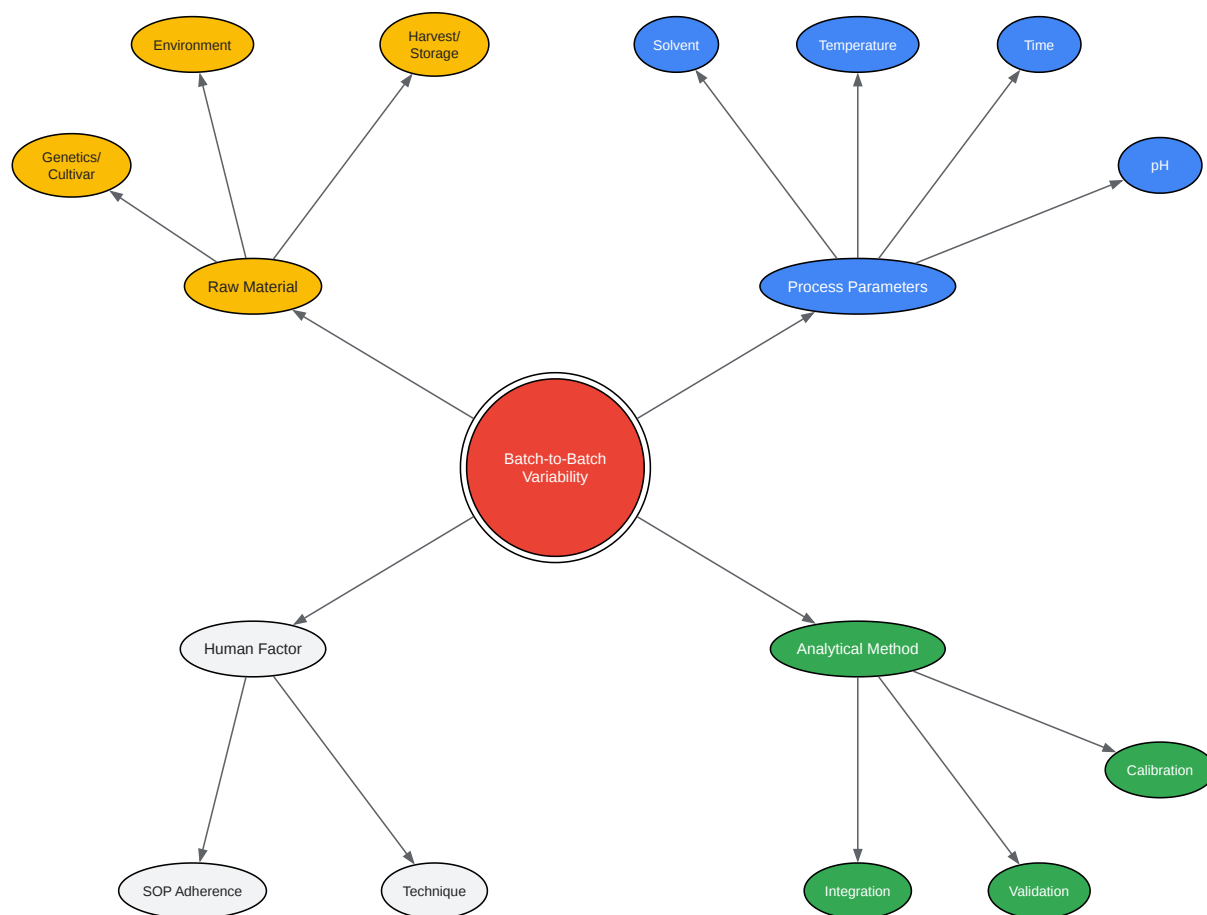 Environment
Harvest/
Storage
Solvent
Temperature
Time
Genetics/
Cultivar
pH
Raw Material
Process Parameters
Batch-to-Batch
Variability
Human Factor
Analytical Method
Calibration
SOP Adherence
Technique
Integration
Validation